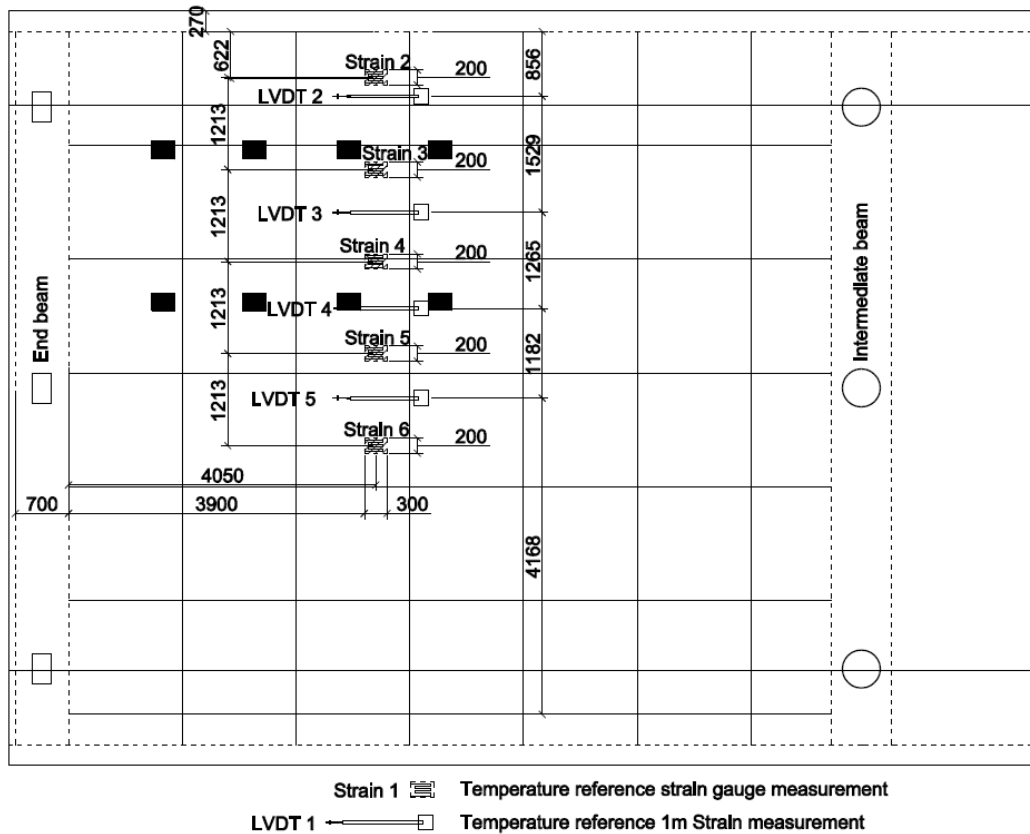 270
622
Strain 2
200
856
LVDT 2
1213
Strain 3
200
1529
LVDT 3
1213
Strain 4
200
1265
End beam
Intermediate beam
LVDT 4
1213
Strain 5
200
1182
LVDT 5
1213
Strain 6
200
4050
700
3900
300
4168
Strain 1 Temperature reference strain gauge measurement
LVDT 1 Temperature reference 1m Strain measurement